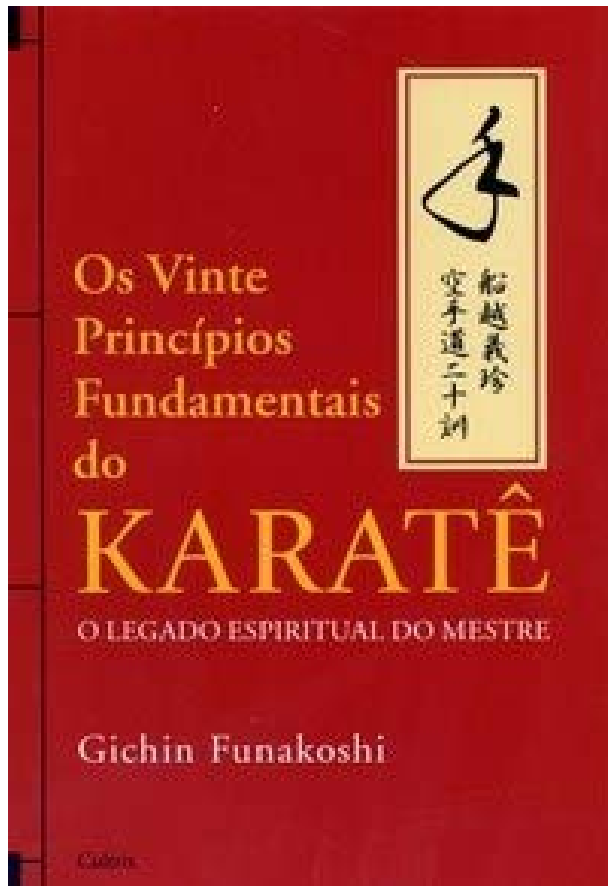 手
船越義珍
空手道二十訓
Os Vinte
Princípios
Fundamentais
do
KARATÊ
O LEGADO ESPIRITUAL DO MESTRE
Gichin Funakoshi
Cultrix